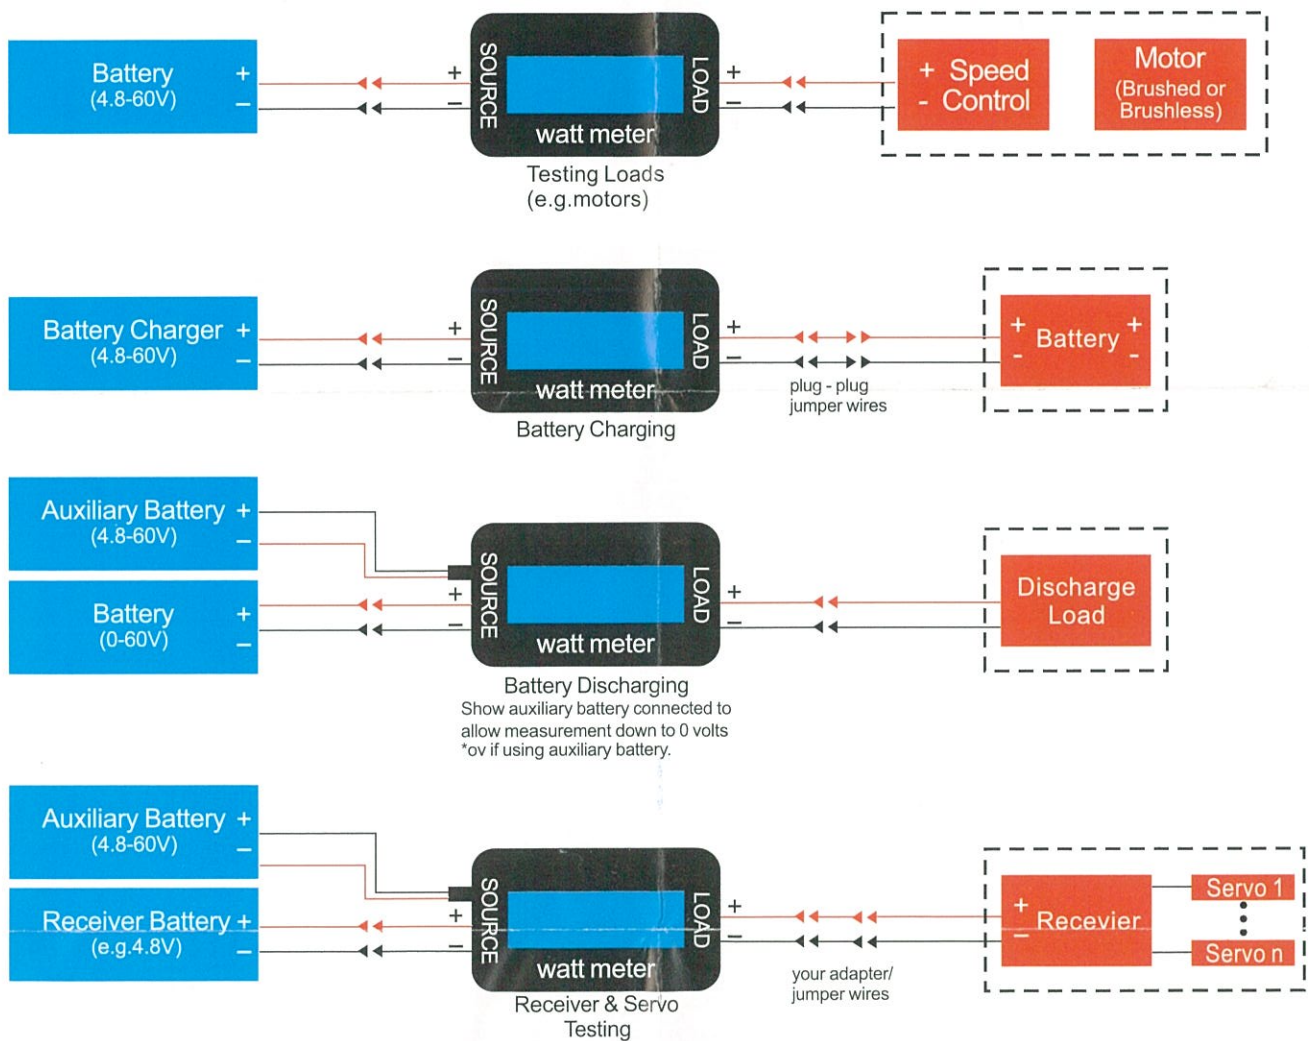 Battery +
(4.8-60V) −
+ SOURCE −
watt meter
+ LOAD −
+ Speed
- Control
Motor
(Brushed or
Brushless)
Testing Loads
(e.g.motors)
Battery Charger +
(4.8-60V) −
+ SOURCE −
watt meter
+ LOAD −
plug - plug
jumper wires
+ Battery +
- -
Battery Charging
Auxiliary Battery +
(4.8-60V) −
Battery +
(0-60V) −
+ SOURCE −
watt meter
+ LOAD −
Discharge
Load
Battery Discharging
Show auxiliary battery connected to
allow measurement down to 0 volts
*ov if using auxiliary battery.
Auxiliary Battery +
(4.8-60V) −
Receiver Battery +
(e.g.4.8V) −
+ SOURCE −
watt meter
+ LOAD −
your adapter/
jumper wires
+ Recevier
−
Servo 1
Servo n
Receiver & Servo
Testing